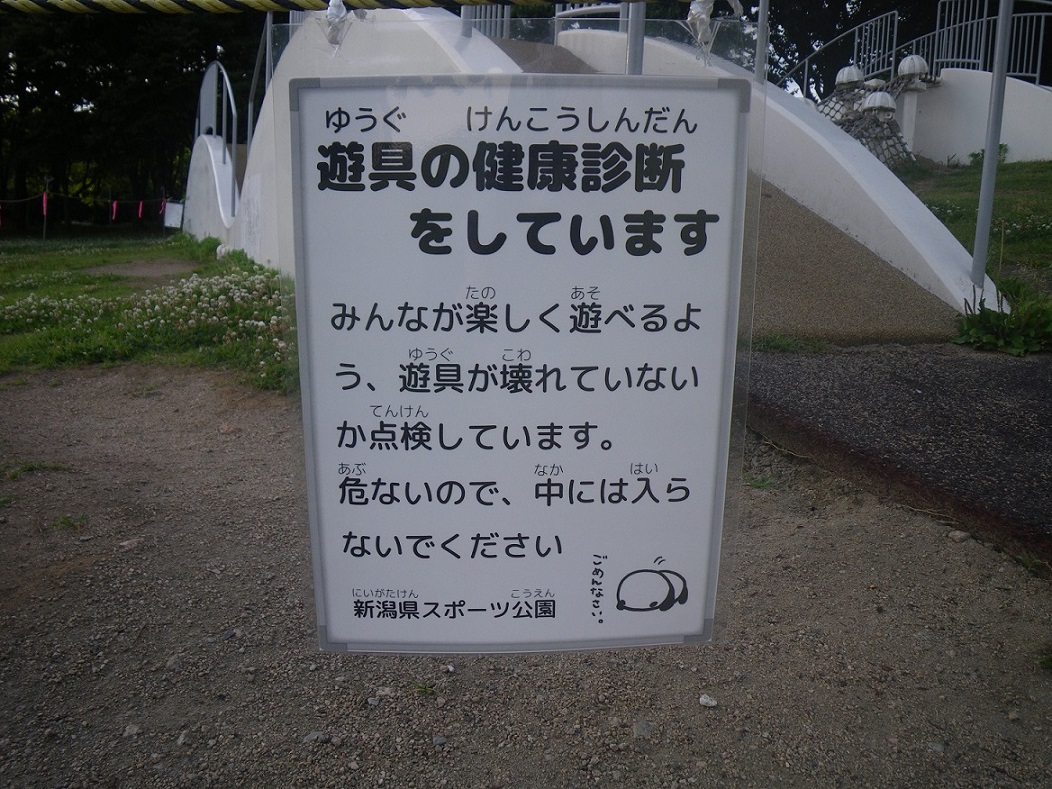 ゆうぐ けんこうしんだん
遊具の健康診断
をしています
たの あそ
みんなが楽しく遊べるよ
ゆうぐ こわ
う、遊具が壊れていない
てんけん
か点検しています。
あぶ なか はい
危ないので、中には入ら
ないでください
にいがたけん こうえん
新潟県スポーツ公園
ごめんなさい。